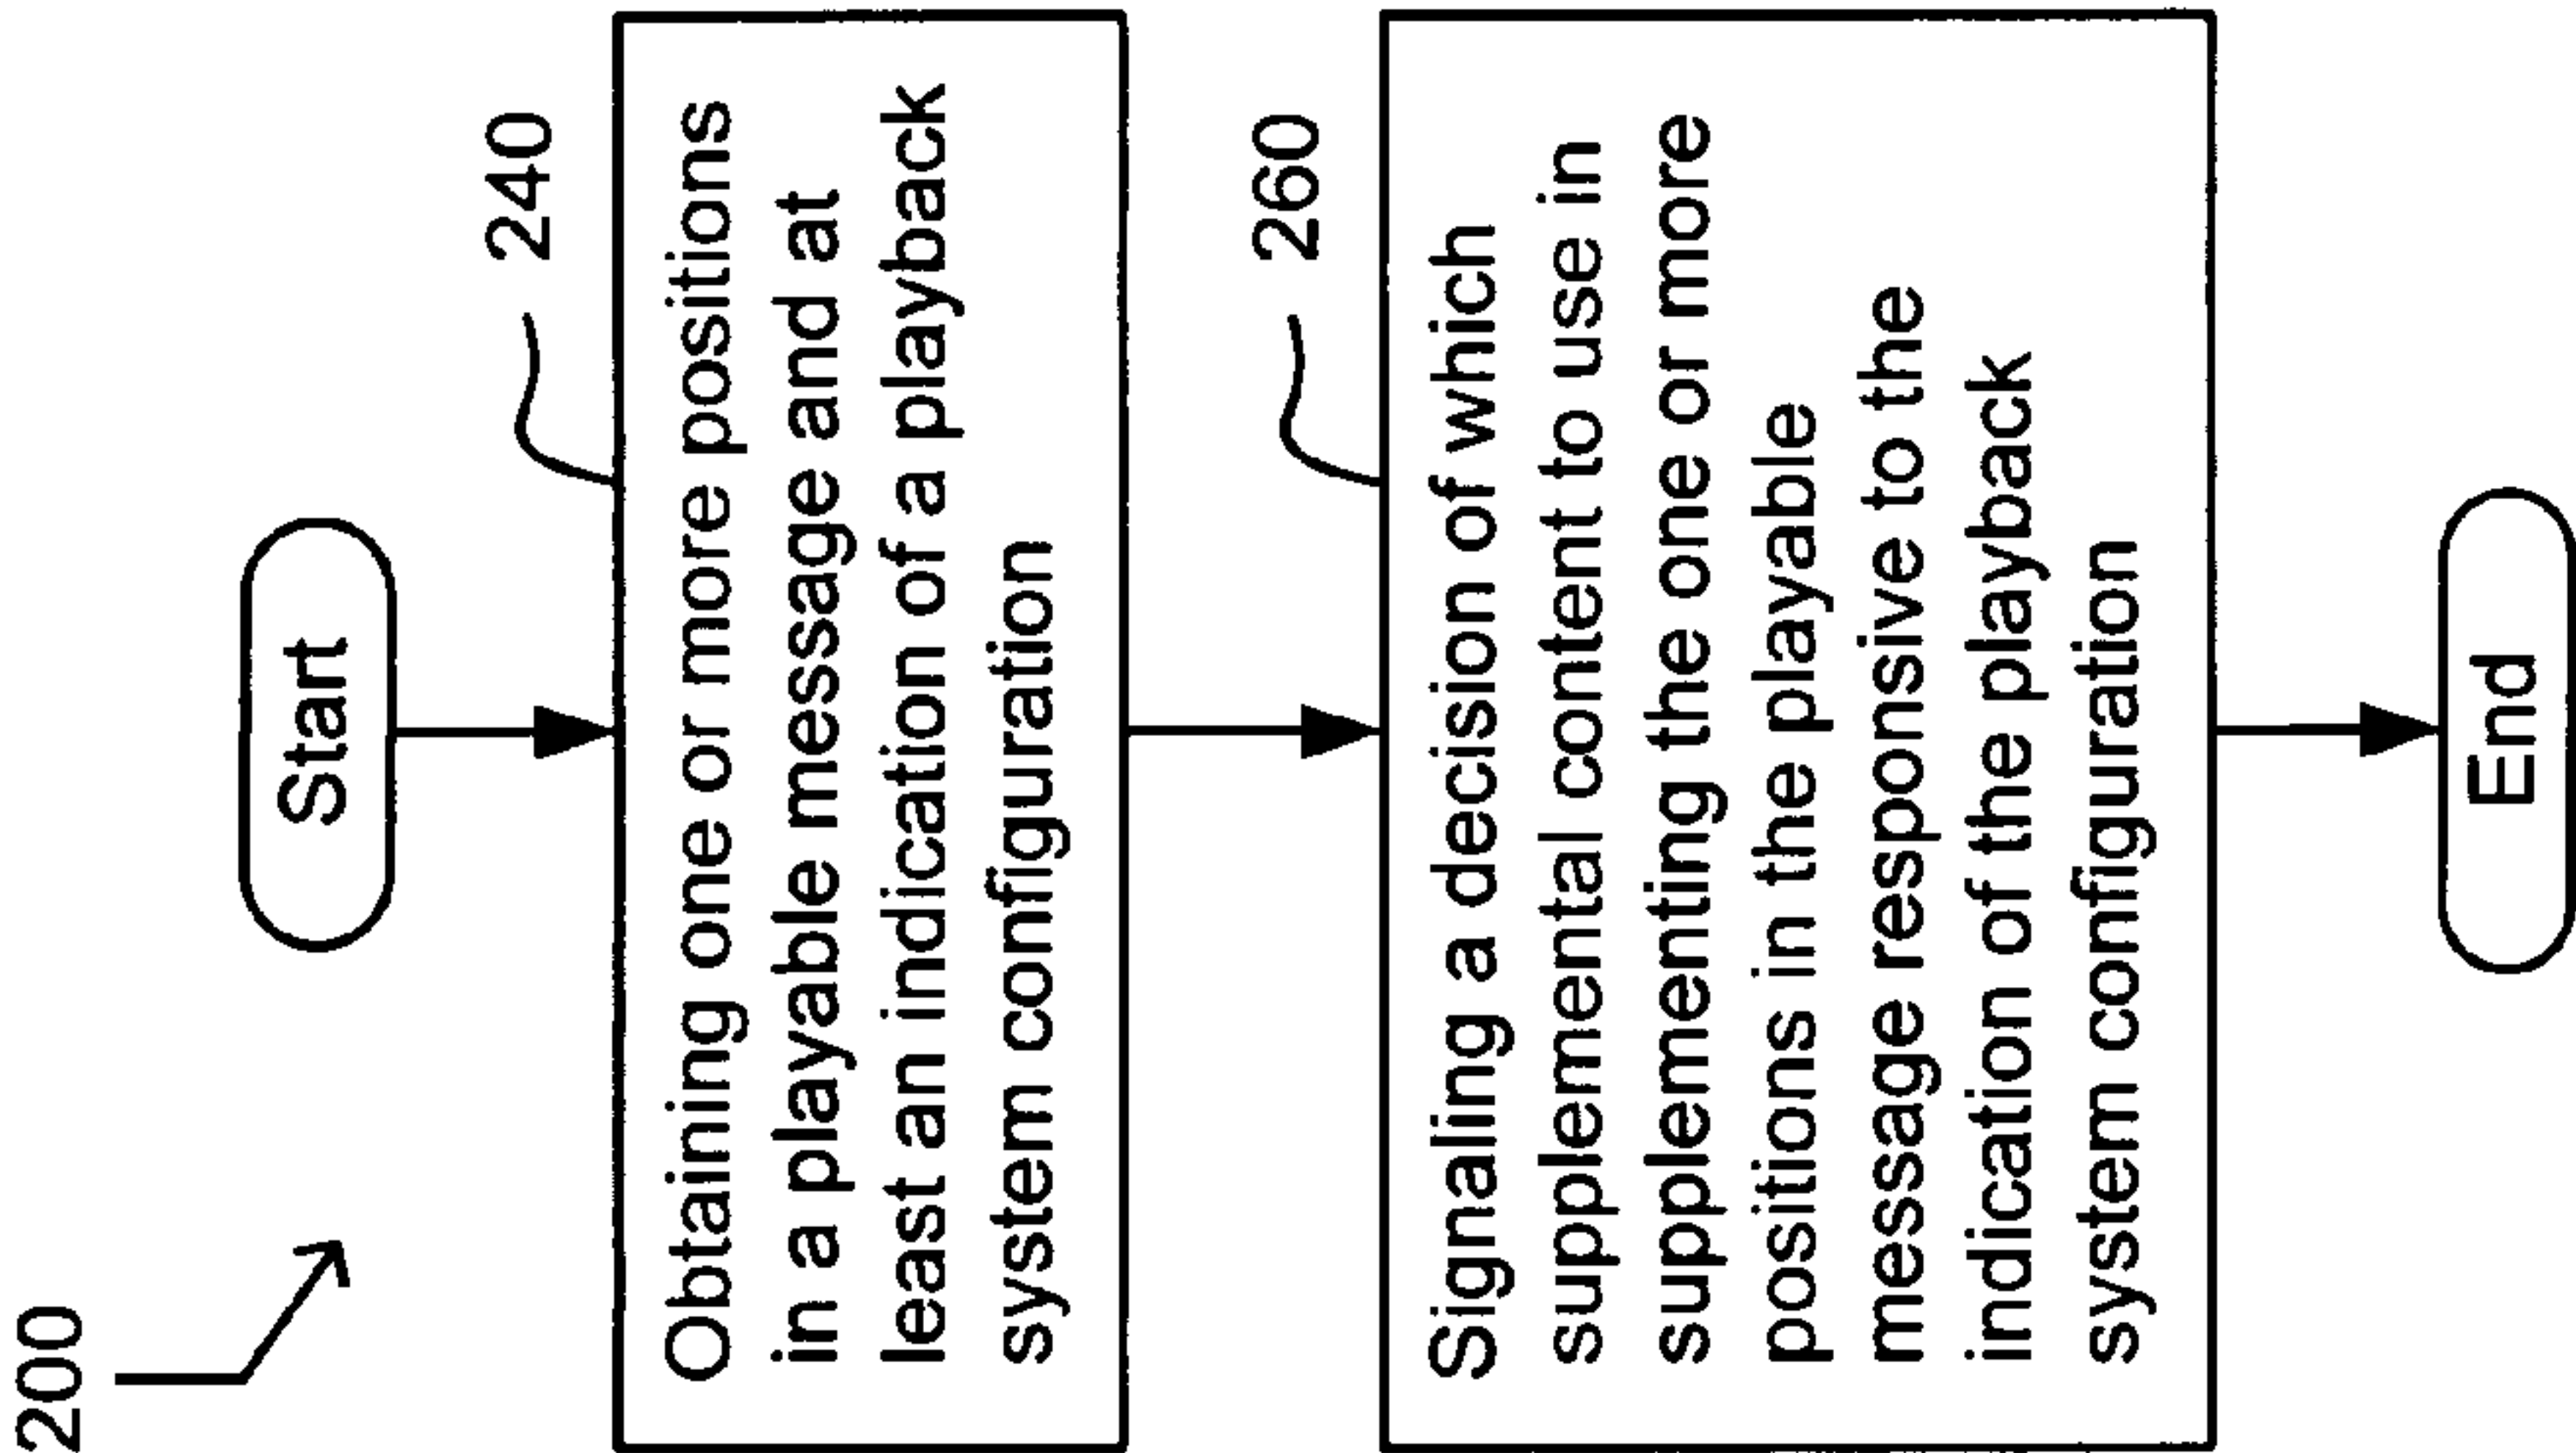 200
Start
240
Obtaining one or more positions
in a playable message and at
least an indication of a playback
system configuration
260
Signaling a decision of which
supplemental content to use in
supplementing the one or more
positions in the playable
message responsive to the
indication of the playback
system configuration
End